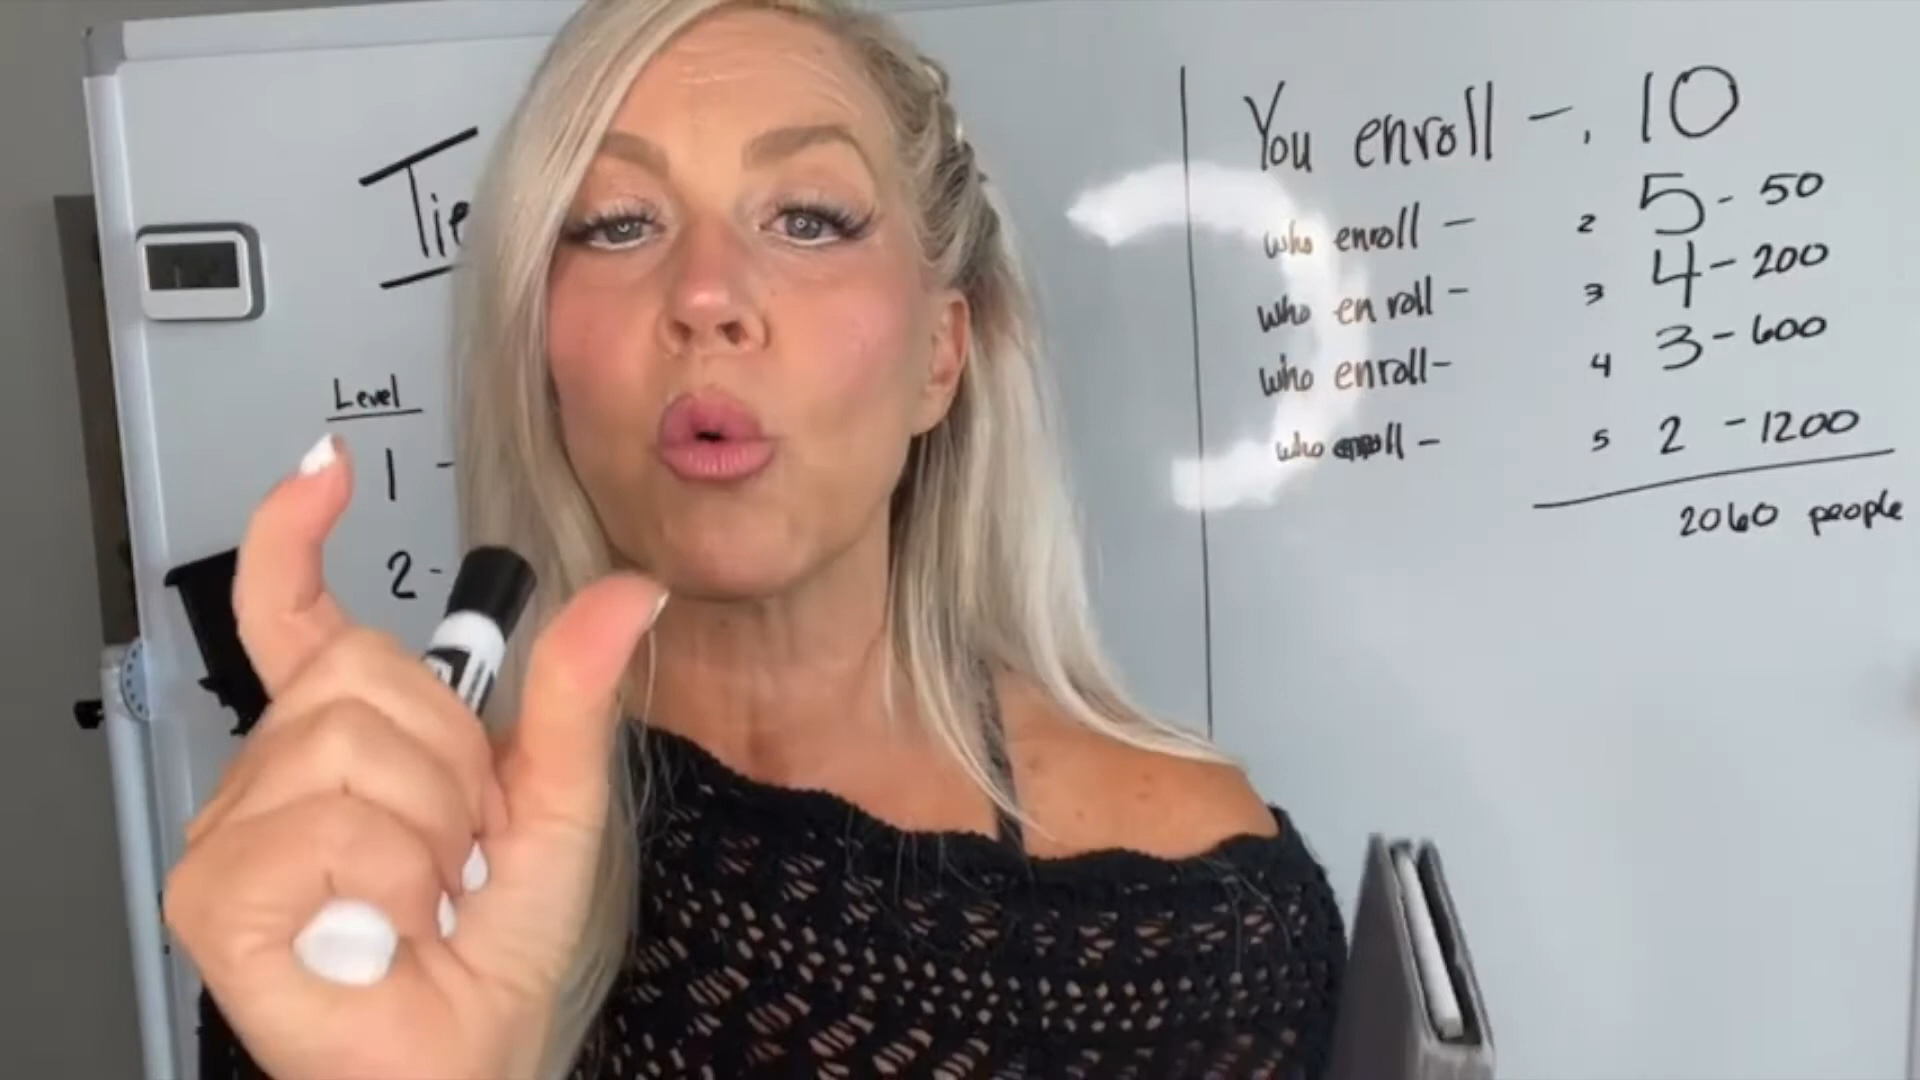 Tie
Level
1 -
2 -
You enroll - . 10
who enroll - 2 5 - 50
who enroll - 3 4 - 200
who enroll - 4 3 - 600
who enroll - 5 2 - 1200
2060 people